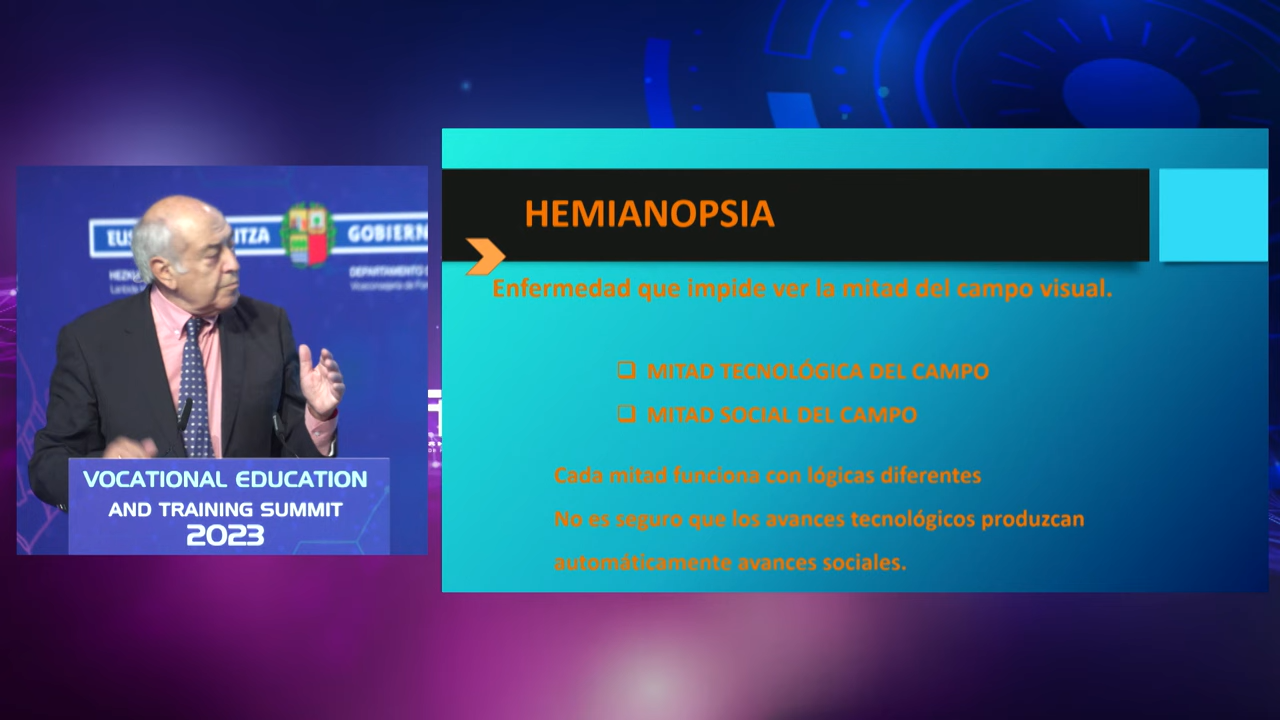 GOBIERN
DEPARTAMENTO
VOCATIONAL EDUCATION
AND TRAINING SUMMIT
2023
HEMIANOPSIA
Enfermedad que impide ver la mitad del campo visual.
MITAD TECNOLÓGICA DEL CAMPO
MITAD SOCIAL DEL CAMPO
Cada mitad funciona con lógicas diferentes
No es seguro que los avances tecnológicos produzcan
automáticamente avances sociales.